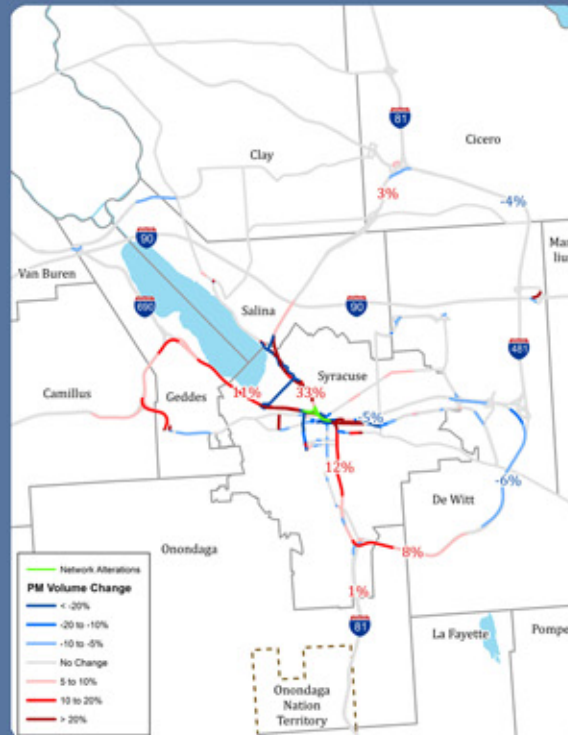 81
Cicero
Clay
3%
-4%
90
Van Buren
690
Salina
90
481
Camillus
Geddes
Syracuse
11%
33%
-5%
12%
-6%
De Witt
Onondaga
8%
1%
81
La Fayette
Onondaga
Nation
Territory
Network Alterations
PM Volume Change
< -20%
-20 to -10%
-10 to -5%
No Change
5 to 10%
10 to 20%
> 20%